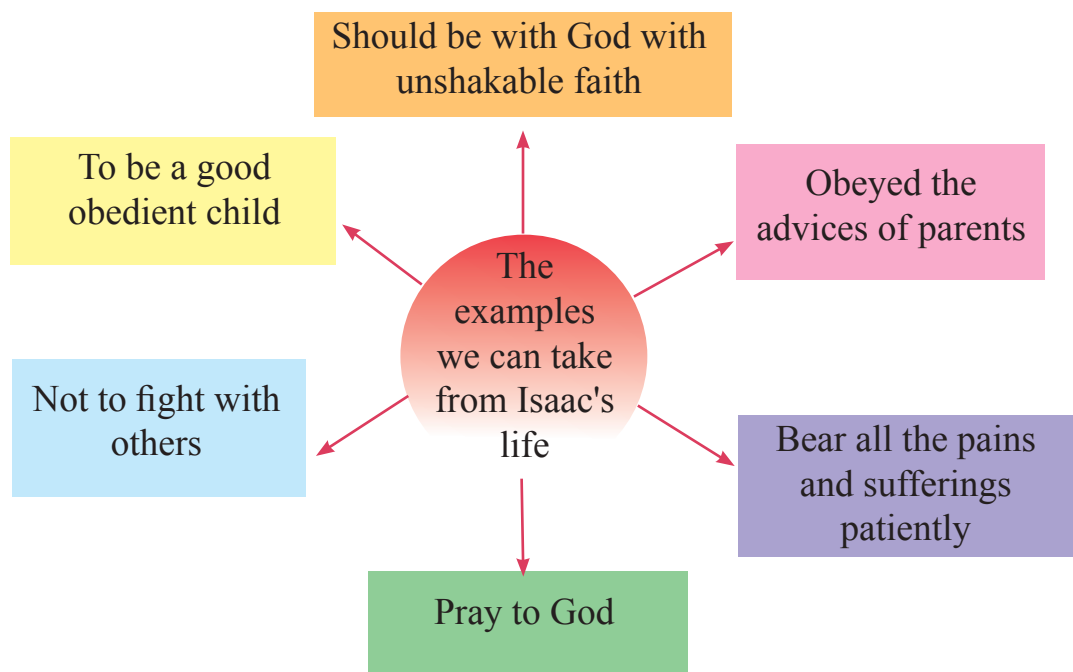 Should be with God with
unshakable faith
To be a good
obedient child
Obeyed the
advices of parents
The
examples
we can take
from Isaac's
life
Not to fight with
others
Bear all the pains
and sufferings
patiently
Pray to God